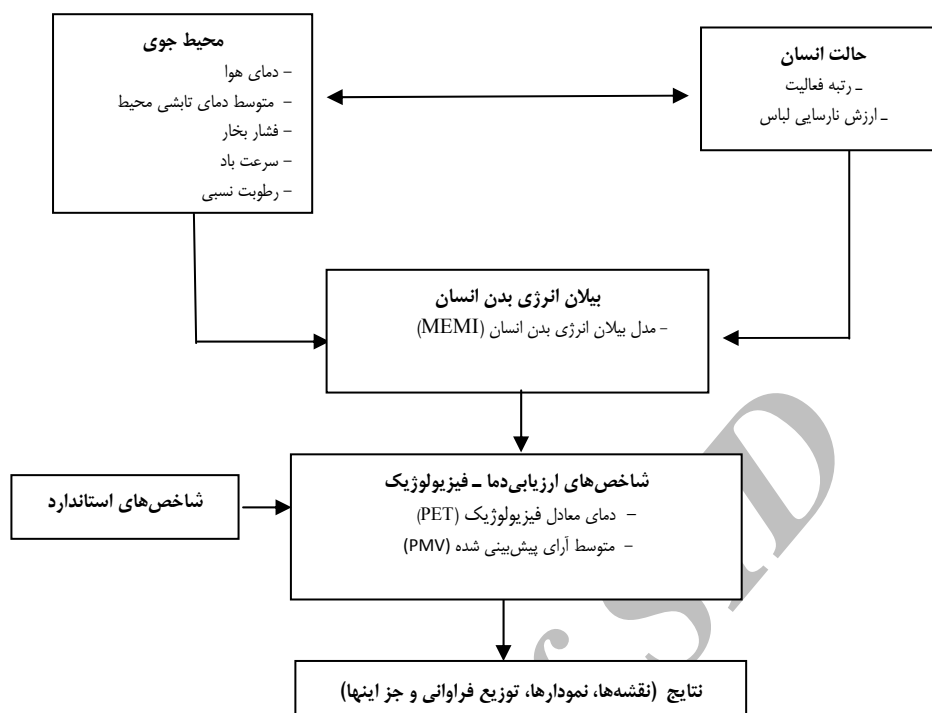 محیط جوی
- دمای هوا
- متوسط دمای تابشی محیط
- فشار بخار
- سرعت باد
- رطوبت نسبی
حالت انسان
ـ رتبه فعالیت
ـ ارزش نارسایی لباس
بیلان انرژی بدن انسان
- مدل بیلان انرژی بدن انسان (MEMI)
شاخص‌های ارزیابی‌دما ـ فیزیولوژیک
- دمای معادل فیزیولوژیک (PET)
- متوسط آرای پیش‌بینی شده (PMV)
شاخص‌های استاندارد
نتایج (نقشه‌ها، نمودارها، توزیع فراوانی و جز اینها)
f SID